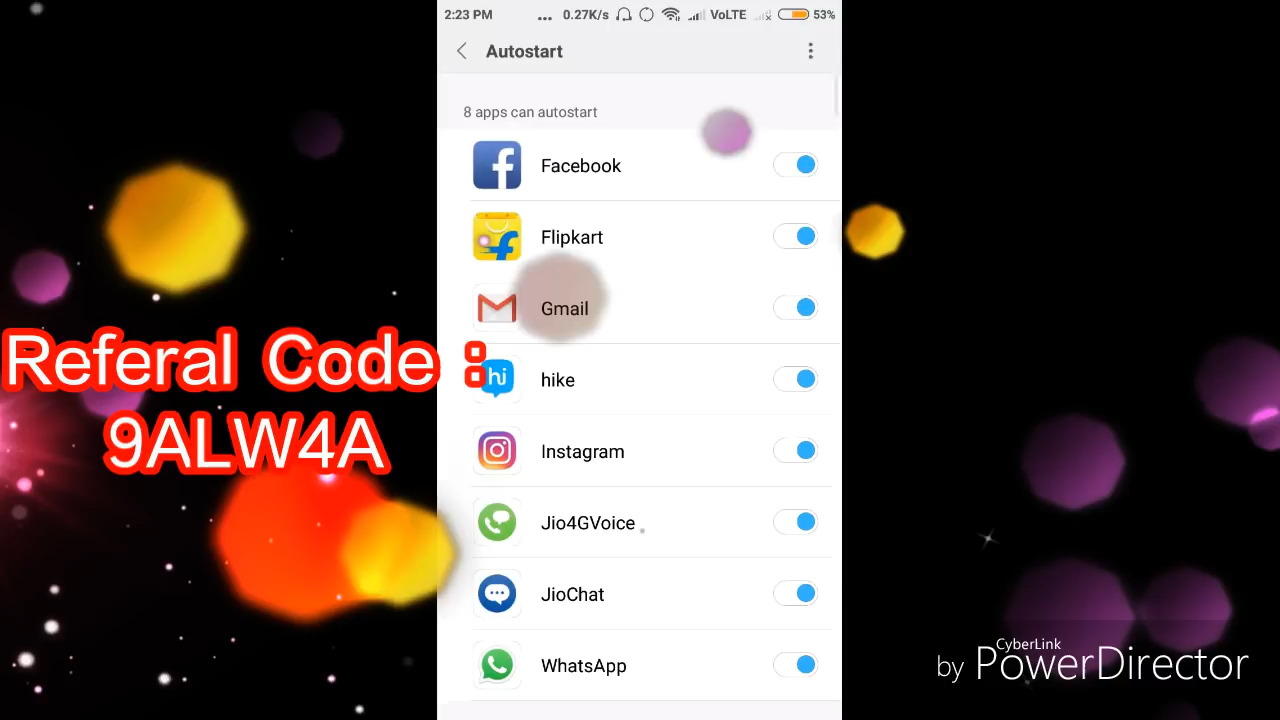 2:23 PM ... 0.27K/s VoLTE 53%
Autostart
8 apps can autostart
Facebook
Flipkart
Gmail
hi hike
Instagram
Jio4GVoice
JioChat
WhatsApp
Referal Code :
9ALW4A
CyberLink
by PowerDirector